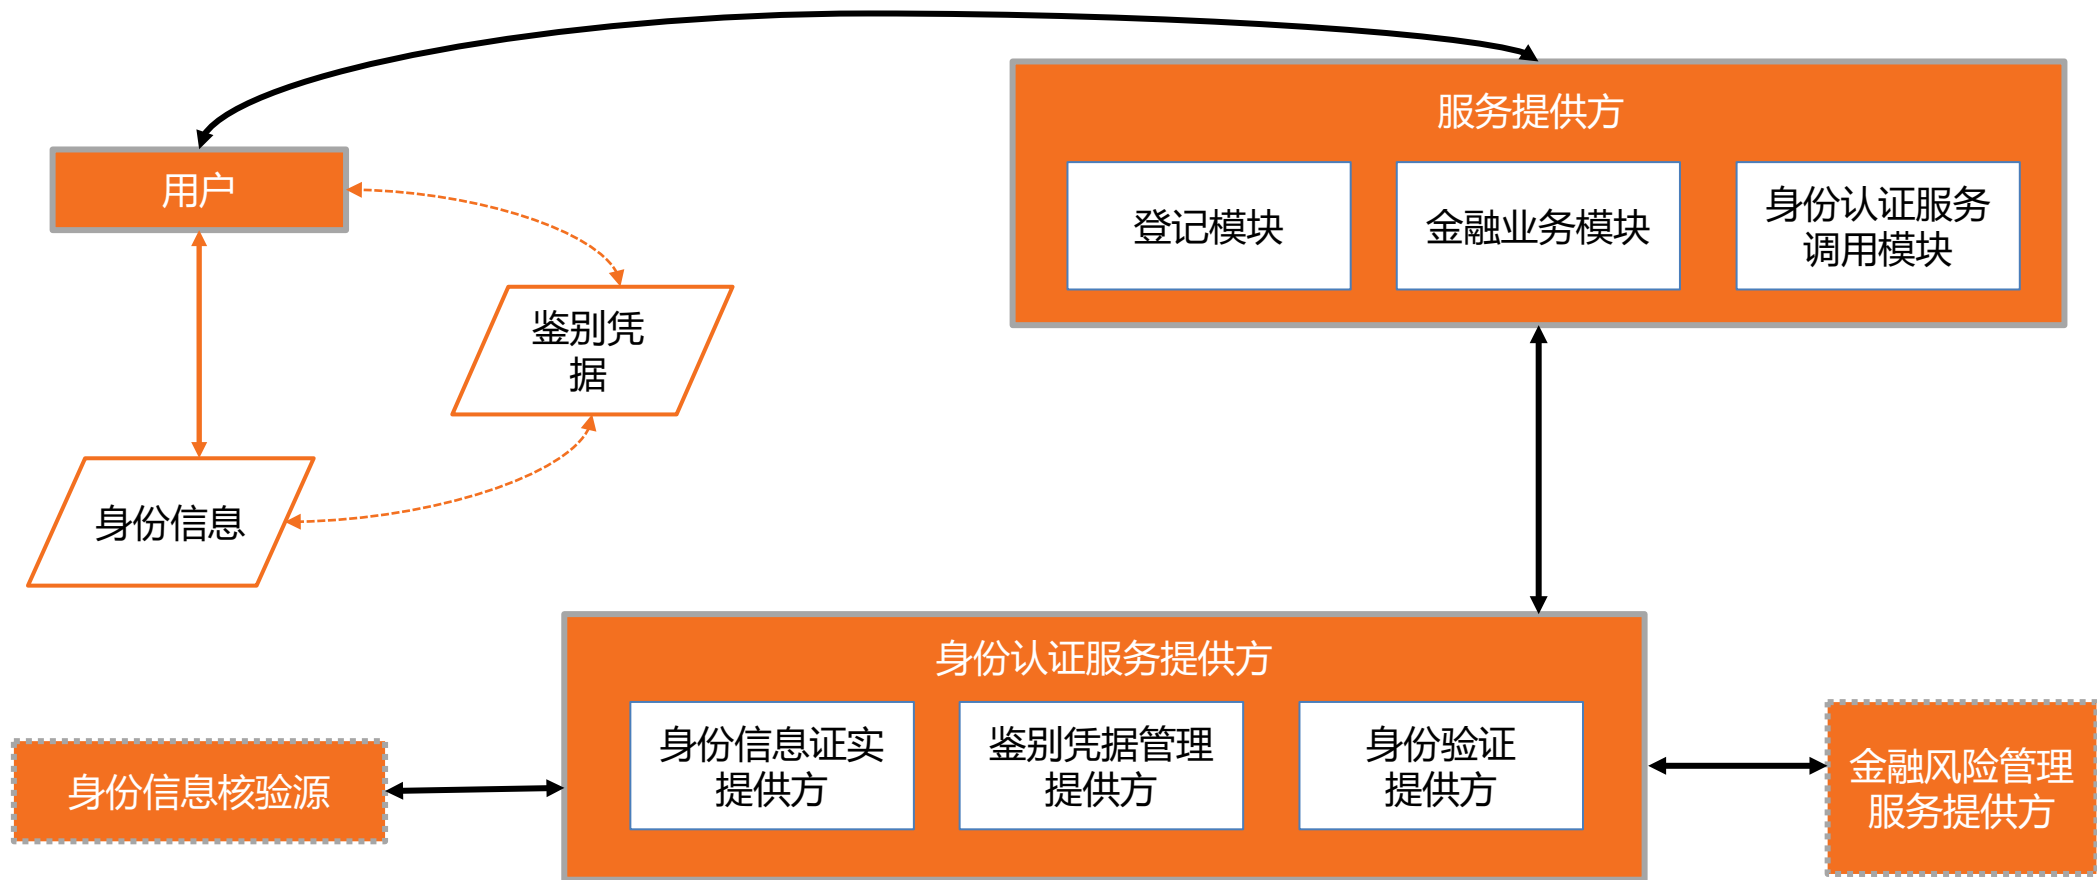 服务提供方
用户
登记模块
金融业务模块
身份认证服务
调用模块
鉴别凭
据
身份信息
身份认证服务提供方
身份信息证实
提供方
鉴别凭据管理
提供方
身份验证
提供方
身份信息核验源
金融风险管理
服务提供方